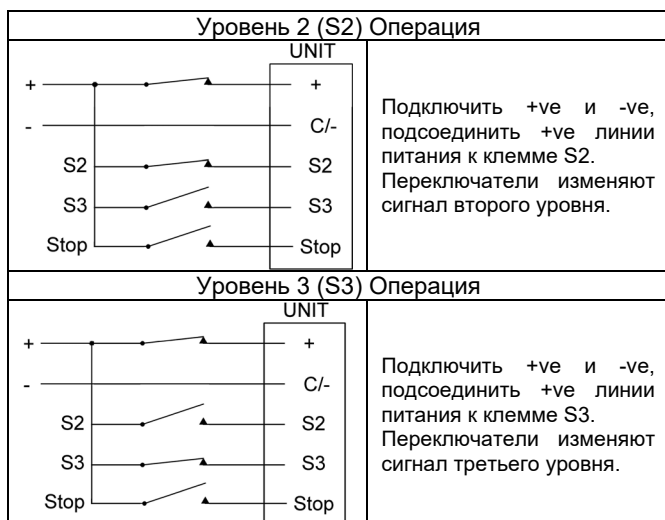 Уровень 2 (S2) Операция
UNIT
+ +
- C/-
S2 S2
S3 S3
Stop Stop
Подключить +ve и -ve,
подсоединить +ve линии
питания к клемме S2.
Переключатели изменяют
сигнал второго уровня.
Уровень 3 (S3) Операция
UNIT
+ +
- C/-
S2 S2
S3 S3
Stop Stop
Подключить +ve и -ve,
подсоединить +ve линии
питания к клемме S3.
Переключатели изменяют
сигнал третьего уровня.